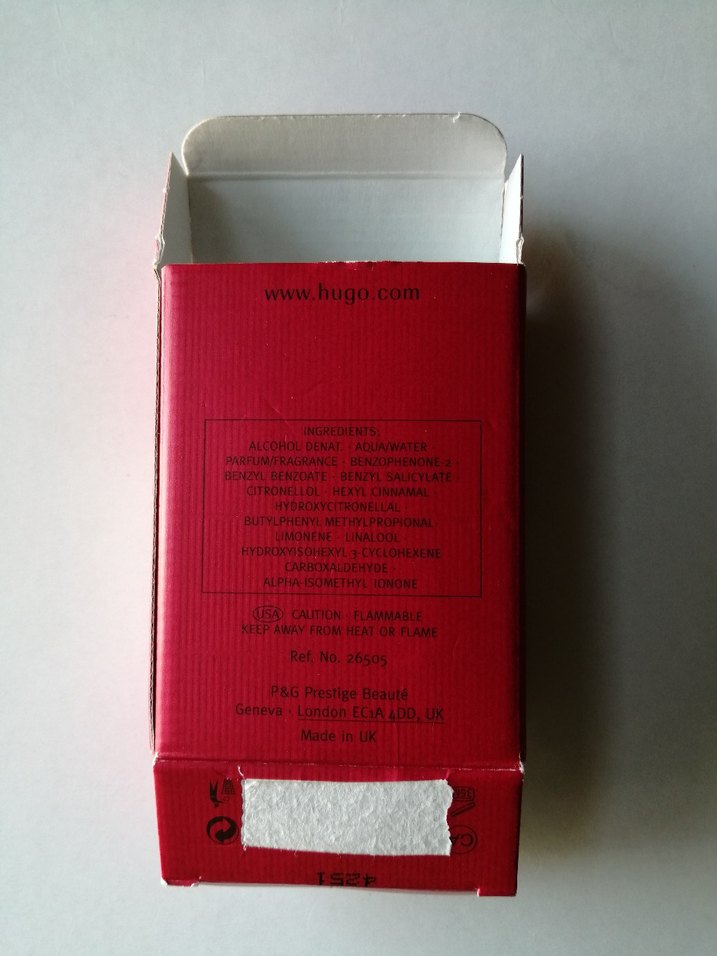 www.hugo.com
INGREDIENTS:
ALCOHOL DENAT. · AQUA/WATER ·
PARFUM/FRAGRANCE · BENZOPHENONE-2 ·
BENZYL BENZOATE · BENZYL SALICYLATE ·
CITRONELLOL · HEXYL CINNAMAL ·
HYDROXYCITRONELLAL ·
BUTYLPHENYL METHYLPROPIONAL ·
LIMONENE · LINALOOL ·
HYDROXYISOHEXYL 3-CYCLOHEXENE
CARBOXALDEHYDE ·
ALPHA-ISOMETHYL IONONE
USA CAUTION · FLAMMABLE
KEEP AWAY FROM HEAT OR FLAME
Ref. No. 26505
P&G Prestige Beauté
Geneva · London EC1A 4DD, UK
Made in UK
4251